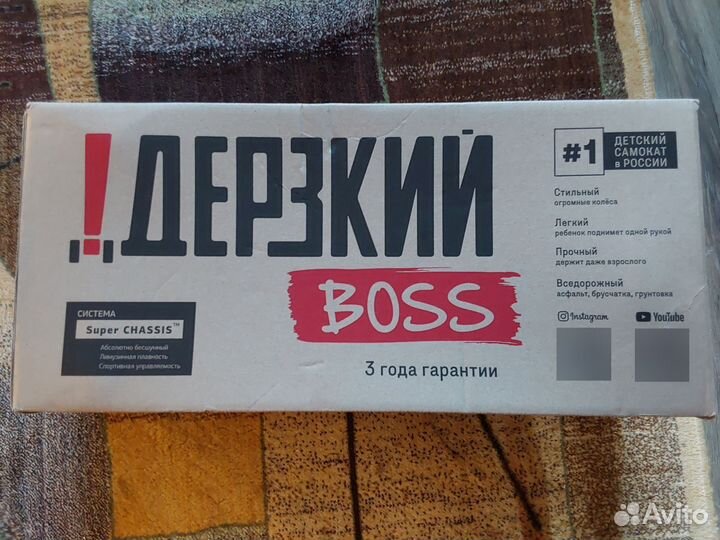 !ДЕРЗКИЙ
BOSS
3 года гарантии
СИСТЕМА
Super CHASSIS™
Абсолютно бесшумный
Лимузинная плавность
Спортивная управляемость
#1
ДЕТСКИЙ
САМОКАТ
в РОССИИ
Стильный
огромные колёса
Легкий
ребенок поднимет одной рукой
Прочный
держит даже взрослого
Вседорожный
асфальт, брусчатка, грунтовка
Instagram
YouTube
Avito